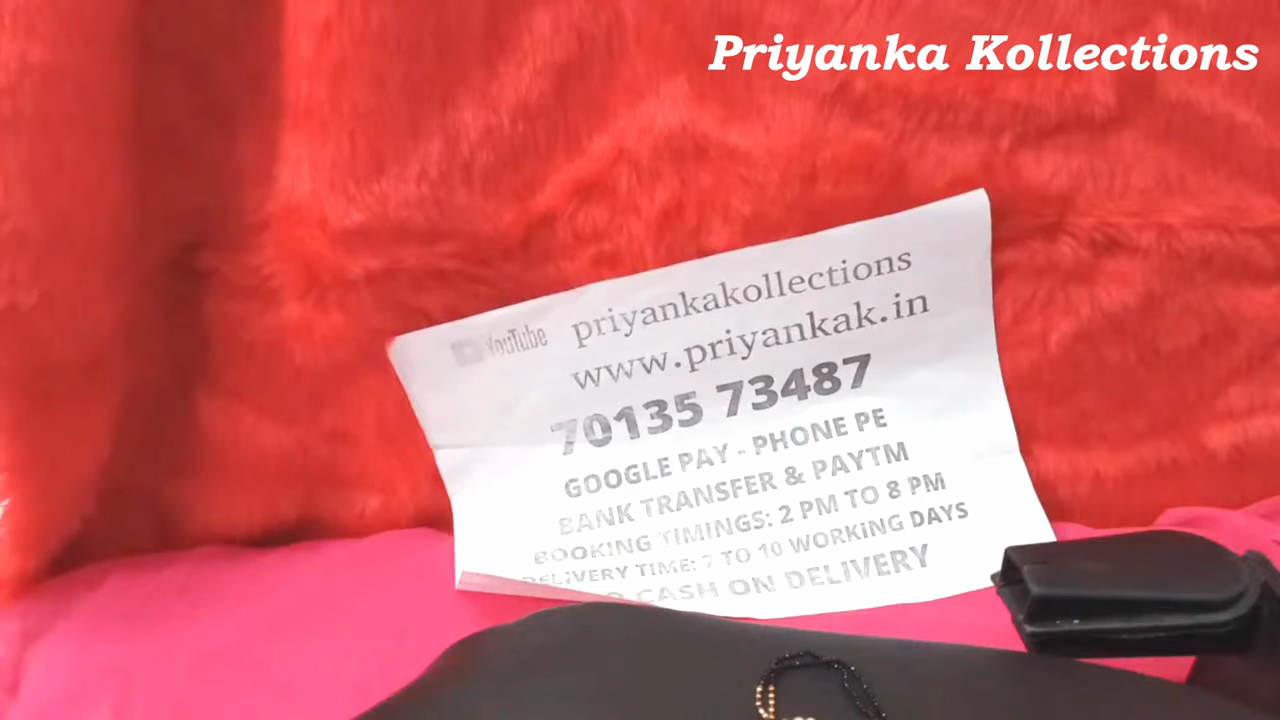 Priyanka Kollections
YouTube priyankakollections
www.priyankak.in
70135 73487
GOOGLE PAY - PHONE PE
BANK TRANSFER & PAYTM
BOOKING TIMINGS: 2 PM TO 8 PM
DELIVERY TIME: 7 TO 10 WORKING DAYS
CASH ON DELIVERY